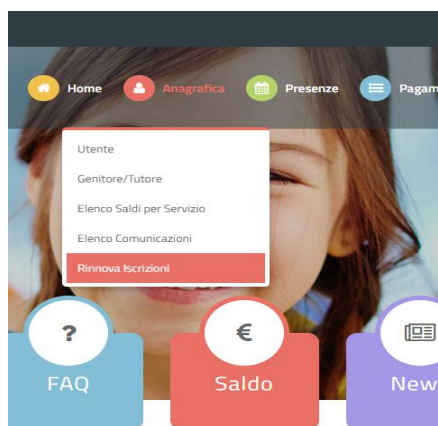 Home Anagrafica Presenze Pagam
Utente
Genitore/Tutore
Elenco Saldi per Servizio
Elenco Comunicazioni
Rinnova Iscrizioni
? € 
FAQ Saldo New